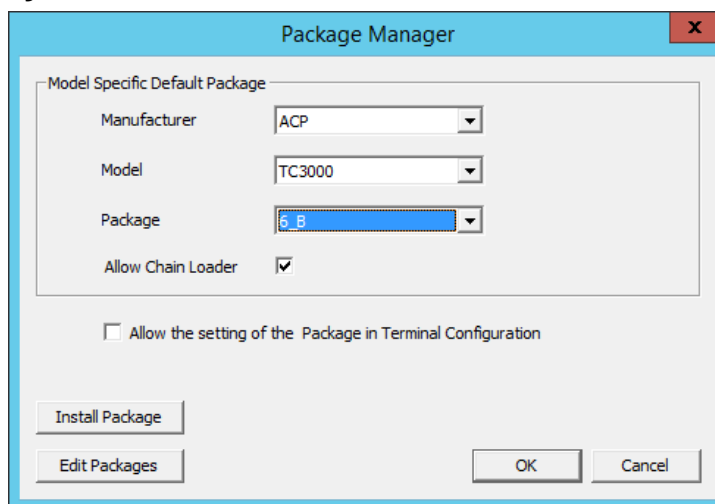 Package Manager
x
Model Specific Default Package
Manufacturer ACP
Model TC3000
Package 6_B
Allow Chain Loader
Allow the setting of the Package in Terminal Configuration
Install Package
Edit Packages OK Cancel